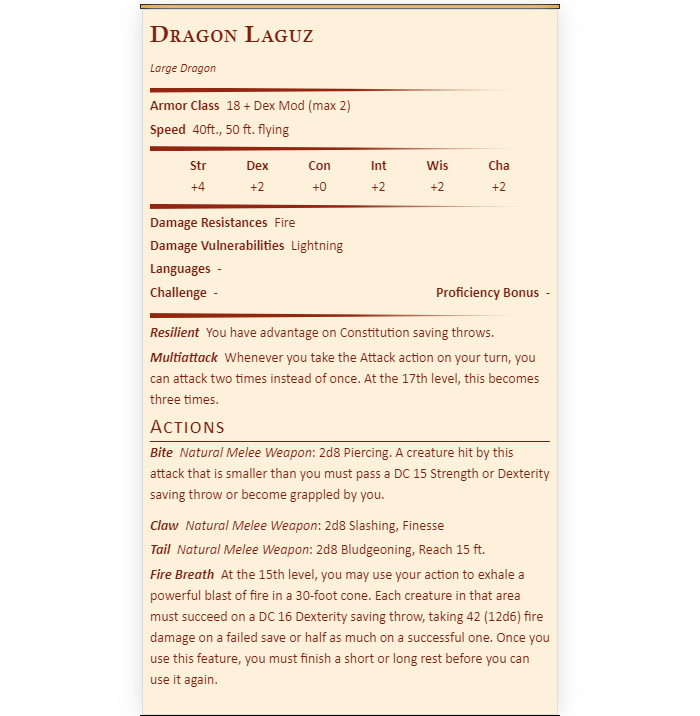 Dragon Laguz
Large Dragon
Armor Class 18 + Dex Mod (max 2)
Speed 40ft., 50 ft. flying
Str Dex Con Int Wis Cha
+4 +2 +0 +2 +2 +2
Damage Resistances Fire
Damage Vulnerabilities Lightning
Languages -
Challenge - Proficiency Bonus -
Resilient You have advantage on Constitution saving throws.
Multiattack Whenever you take the Attack action on your turn, you
can attack two times instead of once. At the 17th level, this becomes
three times.
Actions
Bite Natural Melee Weapon: 2d8 Piercing. A creature hit by this
attack that is smaller than you must pass a DC 15 Strength or Dexterity
saving throw or become grappled by you.
Claw Natural Melee Weapon: 2d8 Slashing, Finesse
Tail Natural Melee Weapon: 2d8 Bludgeoning, Reach 15 ft.
Fire Breath At the 15th level, you may use your action to exhale a
powerful blast of fire in a 30-foot cone. Each creature in that area
must succeed on a DC 16 Dexterity saving throw, taking 42 (12d6) fire
damage on a failed save or half as much on a successful one. Once you
use this feature, you must finish a short or long rest before you can
use it again.